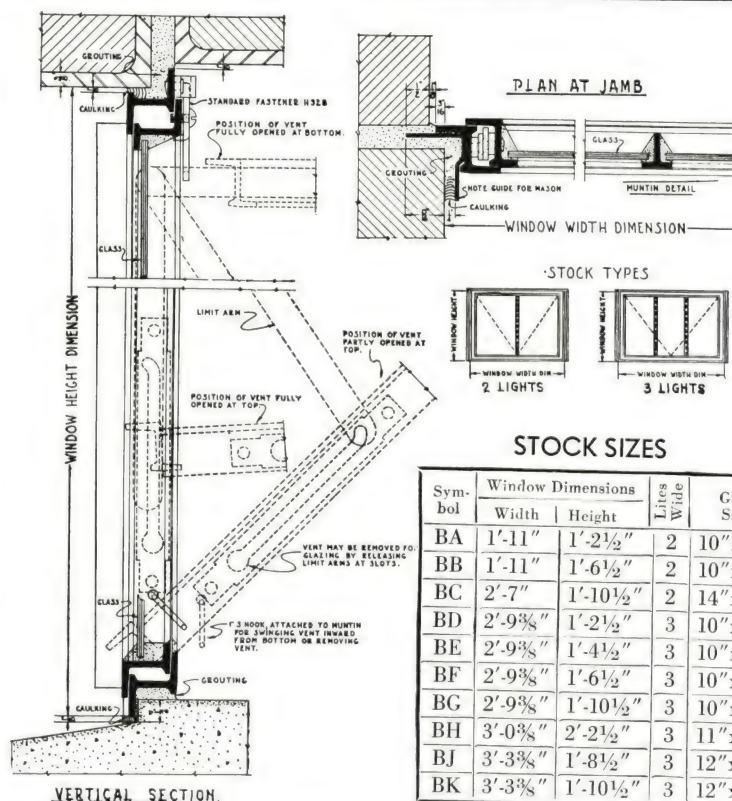 GROUTING
CAULKING
STANDARD FASTENER H32B
POSITION OF VENT
FULLY OPENED AT BOTTOM.
GLASS
WINDOW HEIGHT DIMENSION
LIMIT ARM
POSITION OF VENT
PARTLY OPENED AT
TOP.
POSITION OF VENT FULLY
OPENED AT TOP
VENT MAY BE REMOVED FO
GLAZING BY RELEASING
LIMIT ARMS AT SLOTS.
GLASS
HOOK, ATTACHED TO MUNTIN
FOR SWINGING VENT INWARD
FROM BOTTOM OR REMOVING
VENT.
GROUTING
CAULKING
VERTICAL SECTION.
PLAN AT JAMB
GLASS
GROUTING
NOTE GUIDE FOR MASON
CAULKING
MUNTIN DETAIL
WINDOW WIDTH DIMENSION
·STOCK TYPES
WINDOW HEIGHT
WINDOW HEIGHT
WINDOW WIDTH DIM
WINDOW WIDTH DIM
2 LIGHTS
3 LIGHTS
STOCK SIZES
Sym-bol Window Dimensions Lites Wide G
Width Height S
BA 1'-11" 1'-2½" 2 10"
BB 1'-11" 1'-6½" 2 10"x
BC 2'-7" 1'-10½" 2 14"x
BD 2'-9⅜" 1'-2½" 3 10"x
BE 2'-9⅜" 1'-4½" 3 10"x
BF 2'-9⅜" 1'-6½" 3 10"x
BG 2'-9⅜" 1'-10½" 3 10"x
BH 3'-0⅜" 2'-2½" 3 11"x
BJ 3'-3⅜" 1'-8½" 3 12"x
BK 3'-3⅜" 1'-10½" 3 12"x